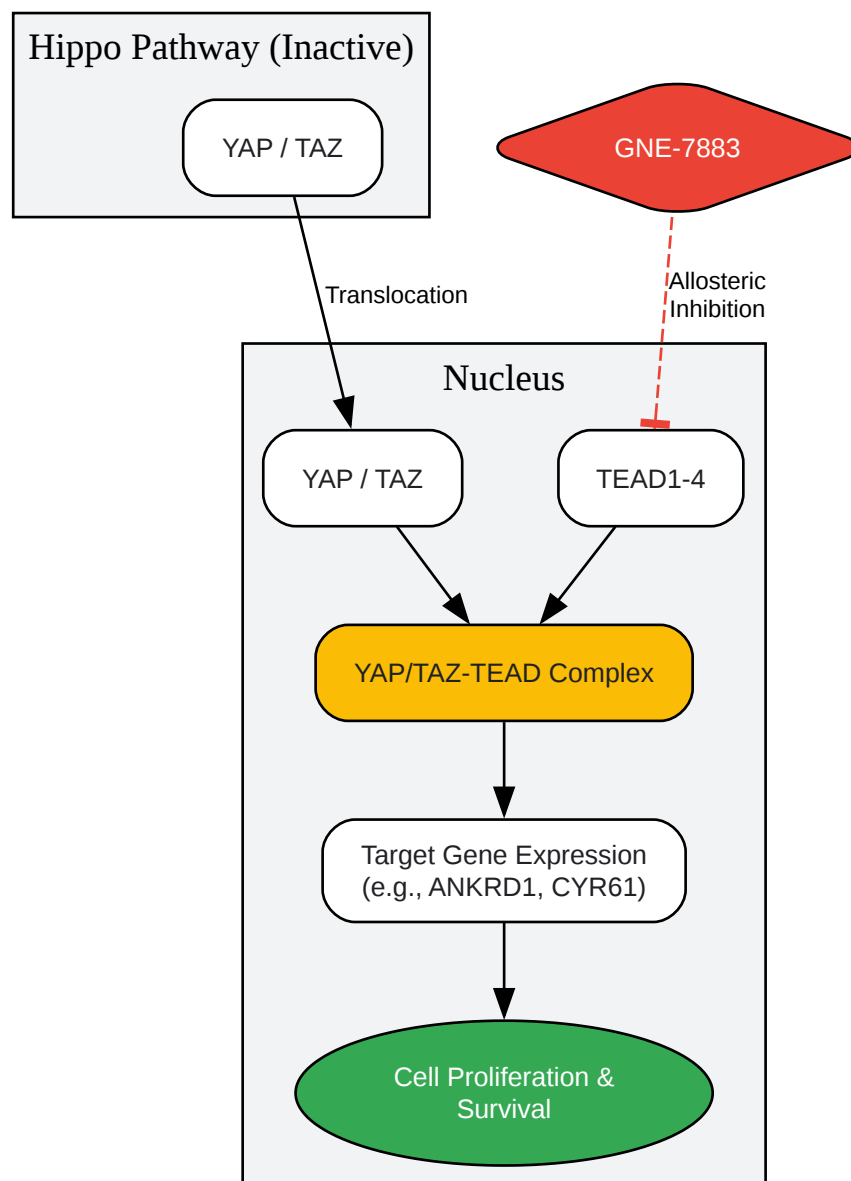 Hippo Pathway (Inactive)
YAP / TAZ
GNE-7883
Translocation
Allosteric
Inhibition
Nucleus
YAP / TAZ
TEAD1-4
YAP/TAZ-TEAD Complex
Target Gene Expression
(e.g., ANKRD1, CYR61)
Cell Proliferation &
Survival